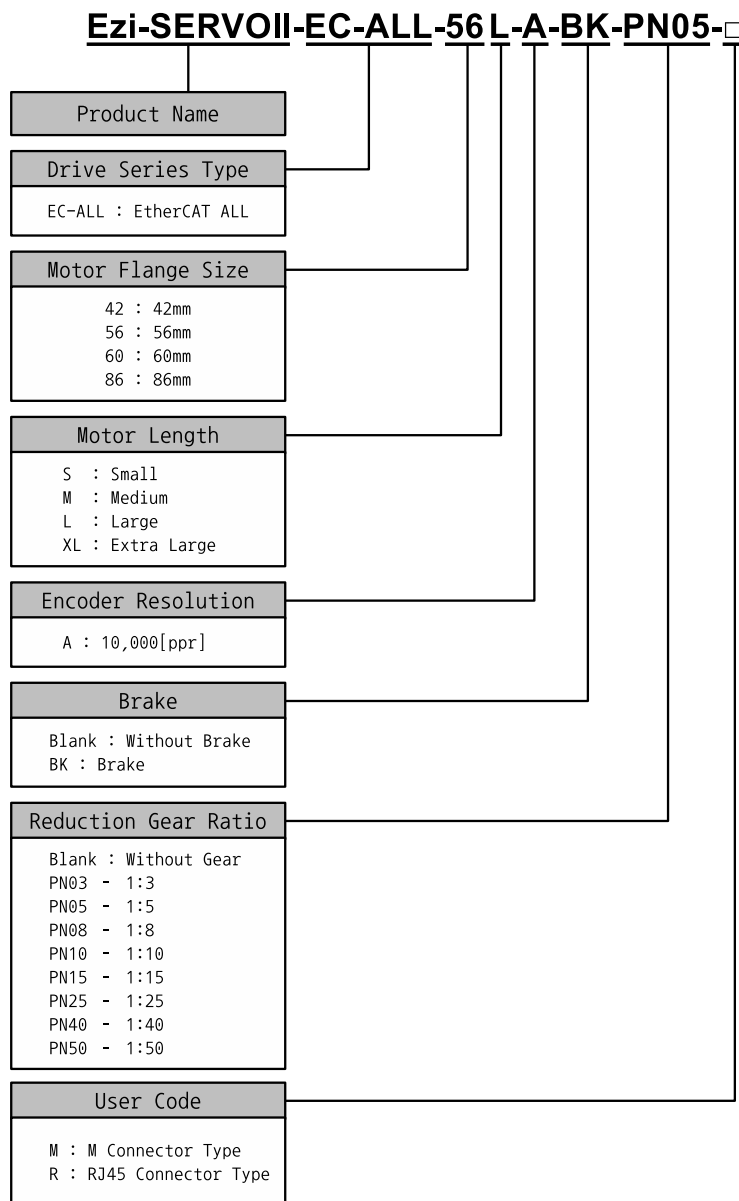 Ezi-SERVOII-EC-ALL-56L-A-BK-PN05-□
Product Name
Drive Series Type
EC-ALL : EtherCAT ALL
Motor Flange Size
42 : 42mm
56 : 56mm
60 : 60mm
86 : 86mm
Motor Length
S : Small
M : Medium
L : Large
XL : Extra Large
Encoder Resolution
A : 10,000[ppr]
Brake
Blank : Without Brake
BK : Brake
Reduction Gear Ratio
Blank : Without Gear
PN03 - 1:3
PN05 - 1:5
PN08 - 1:8
PN10 - 1:10
PN15 - 1:15
PN25 - 1:25
PN40 - 1:40
PN50 - 1:50
User Code
M : M Connector Type
R : RJ45 Connector Type